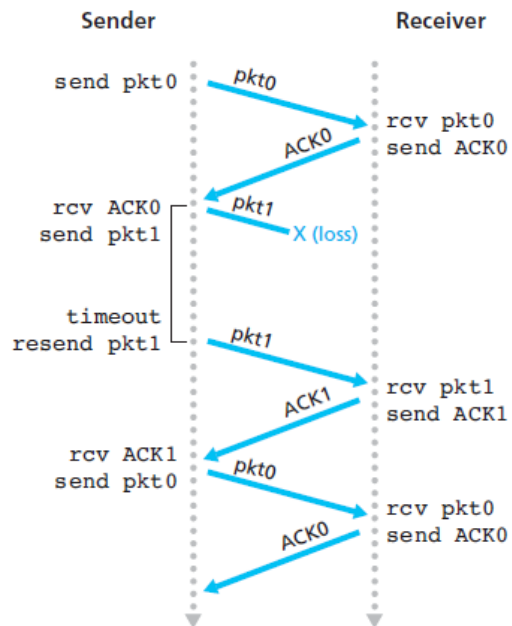 Sender
Receiver
send pkt0
pkt0
rcv pkt0
send ACK0
ACK0
rcv ACK0
send pkt1
pkt1
X (loss)
timeout
resend pkt1
pkt1
rcv pkt1
send ACK1
ACK1
rcv ACK1
send pkt0
pkt0
rcv pkt0
send ACK0
ACK0